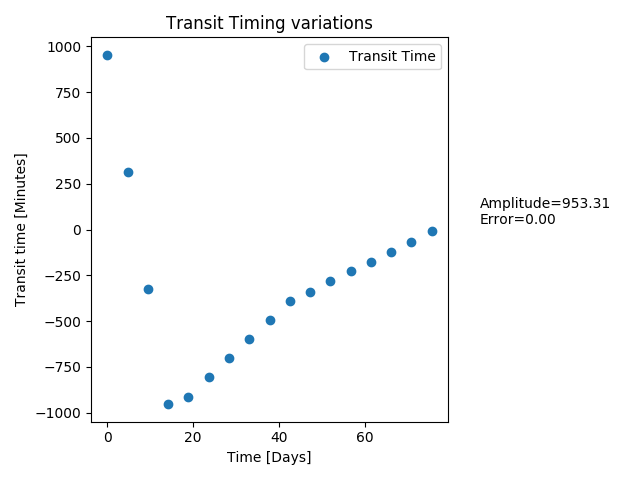 Transit Timing variations
Transit Time
1000
750
500
250
0
−250
−500
−750
−1000
Transit time [Minutes]
0
20
40
60
Time [Days]
Amplitude=953.31
Error=0.00